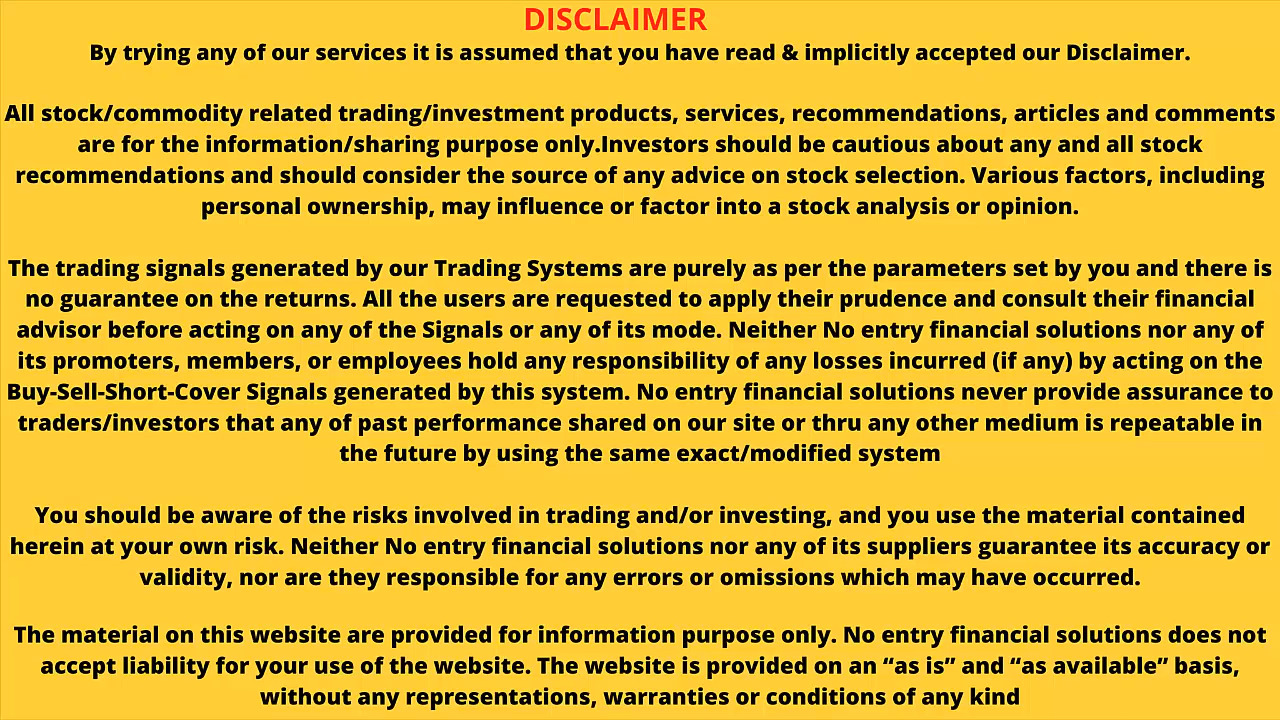 DISCLAIMER
By trying any of our services it is assumed that you have read & implicitly accepted our Disclaimer.
All stock/commodity related trading/investment products, services, recommendations, articles and comments
are for the information/sharing purpose only.Investors should be cautious about any and all stock
recommendations and should consider the source of any advice on stock selection. Various factors, including
personal ownership, may influence or factor into a stock analysis or opinion.
The trading signals generated by our Trading Systems are purely as per the parameters set by you and there is
no guarantee on the returns. All the users are requested to apply their prudence and consult their financial
advisor before acting on any of the Signals or any of its mode. Neither No entry financial solutions nor any of
its promoters, members, or employees hold any responsibility of any losses incurred (if any) by acting on the
Buy-Sell-Short-Cover Signals generated by this system. No entry financial solutions never provide assurance to
traders/investors that any of past performance shared on our site or thru any other medium is repeatable in
the future by using the same exact/modified system
You should be aware of the risks involved in trading and/or investing, and you use the material contained
herein at your own risk. Neither No entry financial solutions nor any of its suppliers guarantee its accuracy or
validity, nor are they responsible for any errors or omissions which may have occurred.
The material on this website are provided for information purpose only. No entry financial solutions does not
accept liability for your use of the website. The website is provided on an “as is” and “as available” basis,
without any representations, warranties or conditions of any kind